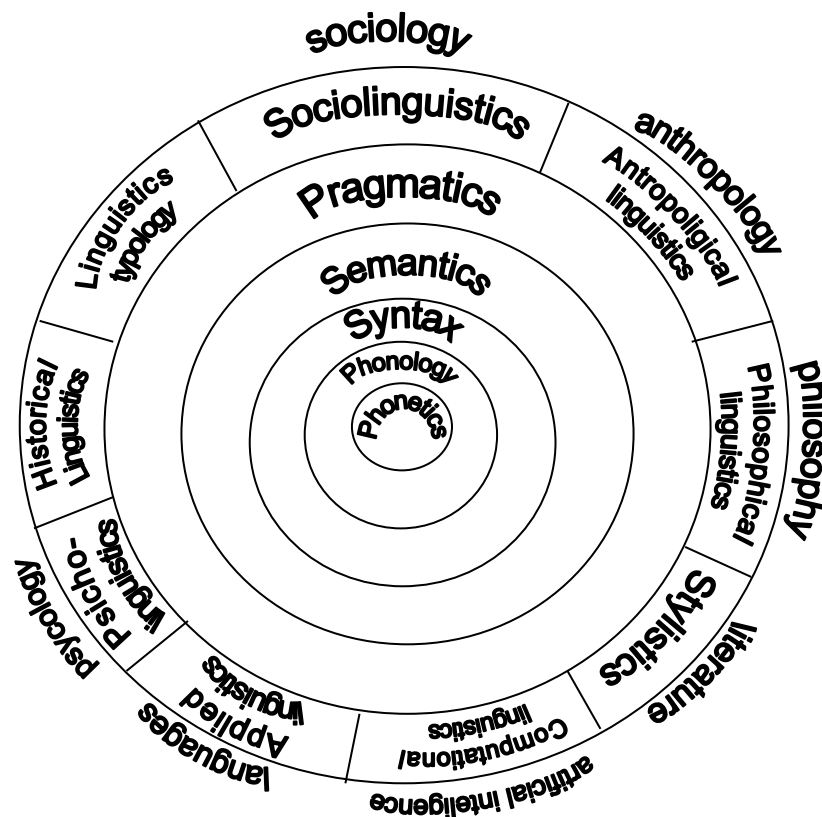 sociology
Sociolinguistics
anthropology
Antropoligical
linguistics
philosophy
Philosophical
linguistics
literature
Stylistics
artificial inteligence
Computational
linguistics
languages
Applied
linguistics
psycology
Psicho-
linguistics
Historical
Linguistics
Linguistics
typology
Pragmatics
Semantics
Syntax
Phonology
Phonetics